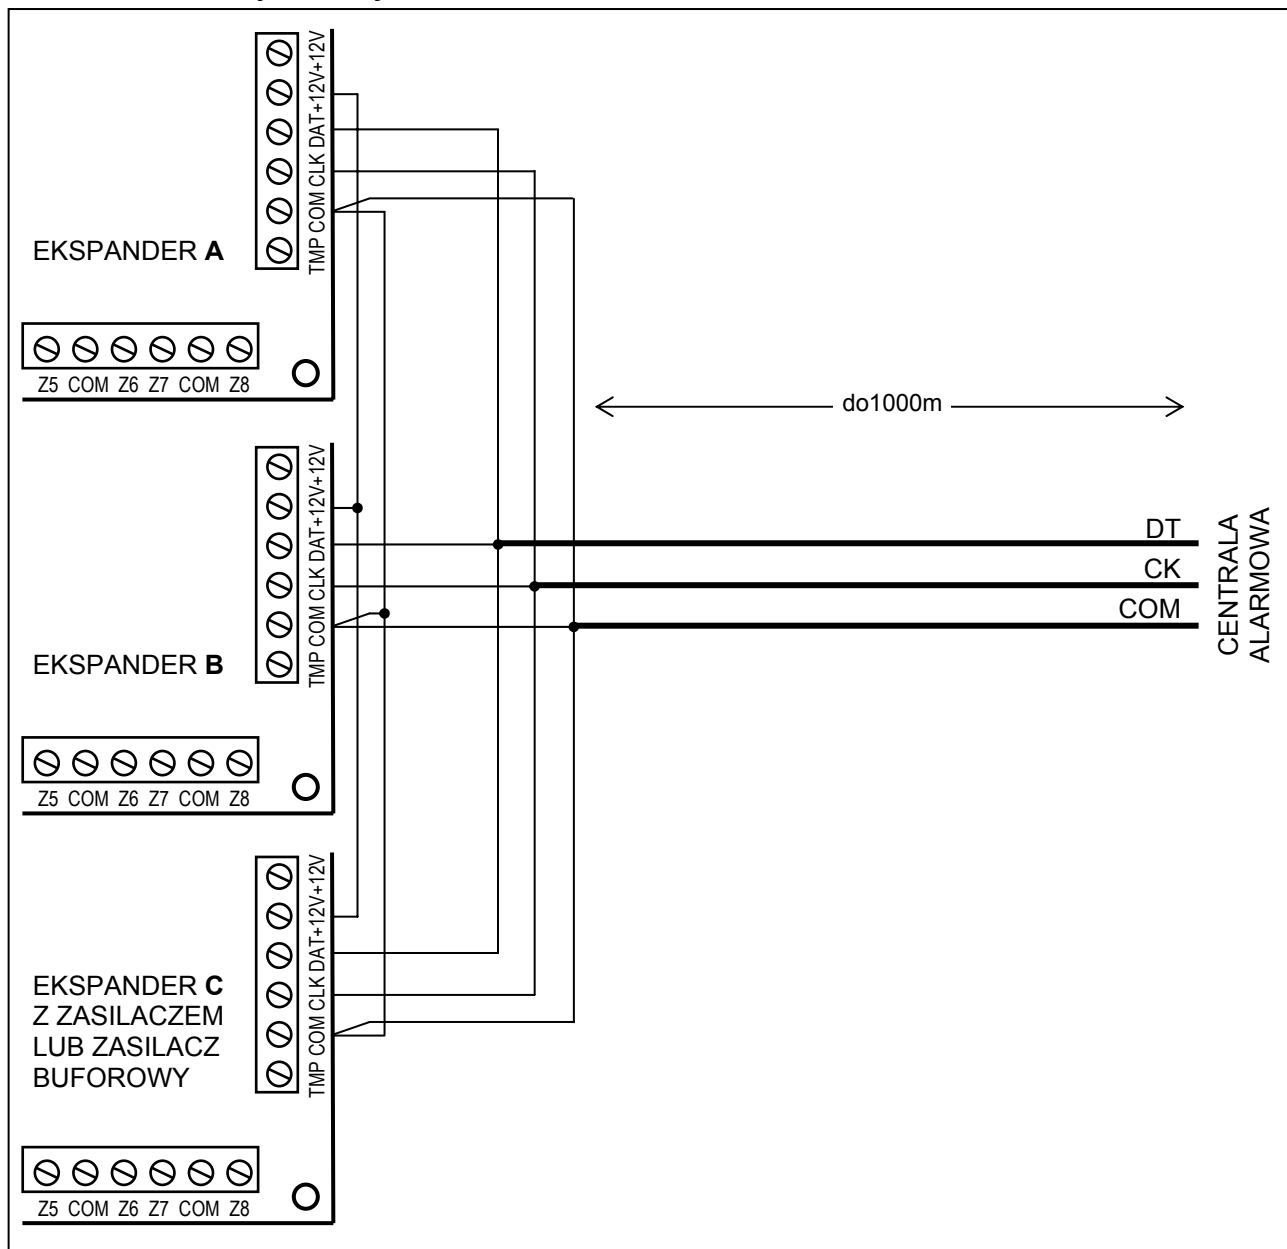 +12V
+12V
DAT
CLK
COM
TMP
EKSPANDER A
Z5 COM Z6 Z7 COM Z8
do1000m
+12V
+12V
DAT
CLK
COM
TMP
EKSPANDER B
Z5 COM Z6 Z7 COM Z8
DT
CK
COM
CENTRALA
ALARMOWA
+12V
+12V
DAT
CLK
COM
TMP
EKSPANDER C
Z ZASILACZEM
LUB ZASILACZ
BUFOROWY
Z5 COM Z6 Z7 COM Z8